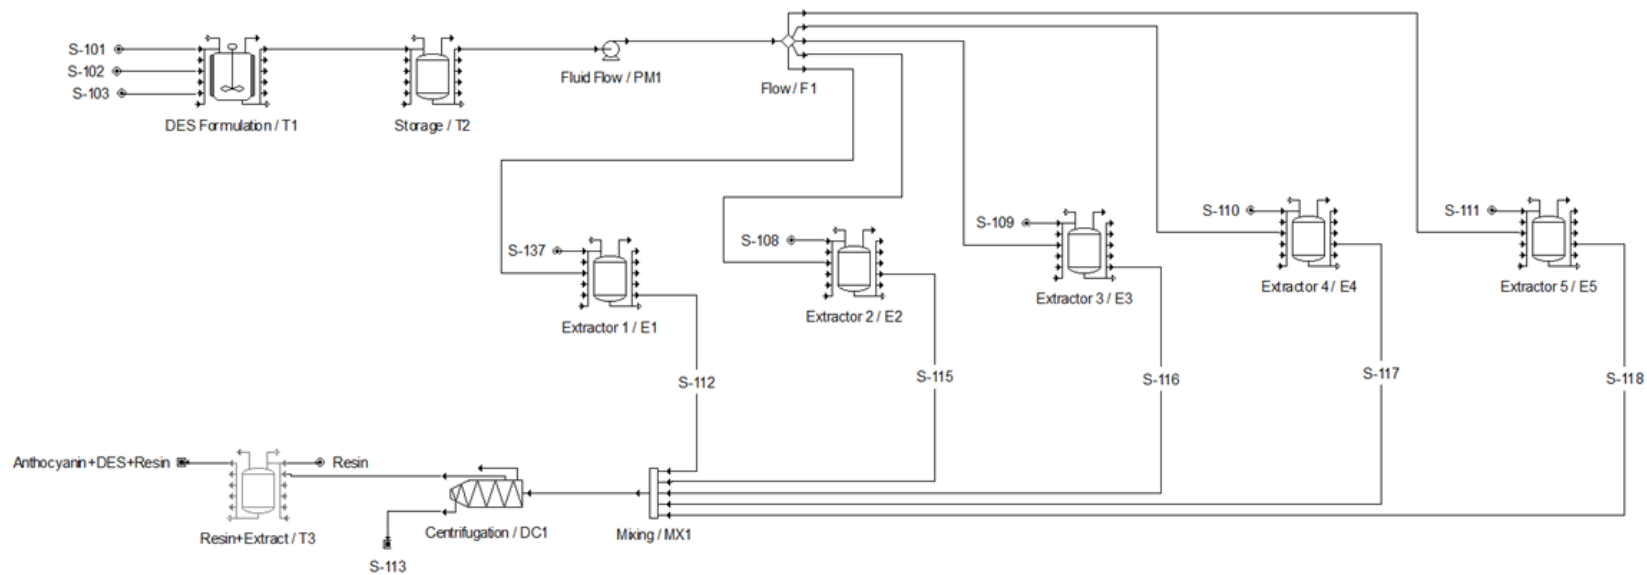 S-101
S-102
S-103
DES Formulation / T1
Storage / T2
Fluid Flow / PM1
Flow / F1
S-137
Extractor 1 / E1
S-108
Extractor 2 / E2
S-109
Extractor 3 / E3
S-110
Extractor 4 / E4
S-111
Extractor 5 / E5
S-112
S-115
S-116
S-117
S-118
Anthocyanin+DES+Resin
Resin
Resin+Extract / T3
Centrifugation / DC1
Mixing / MX1
S-113